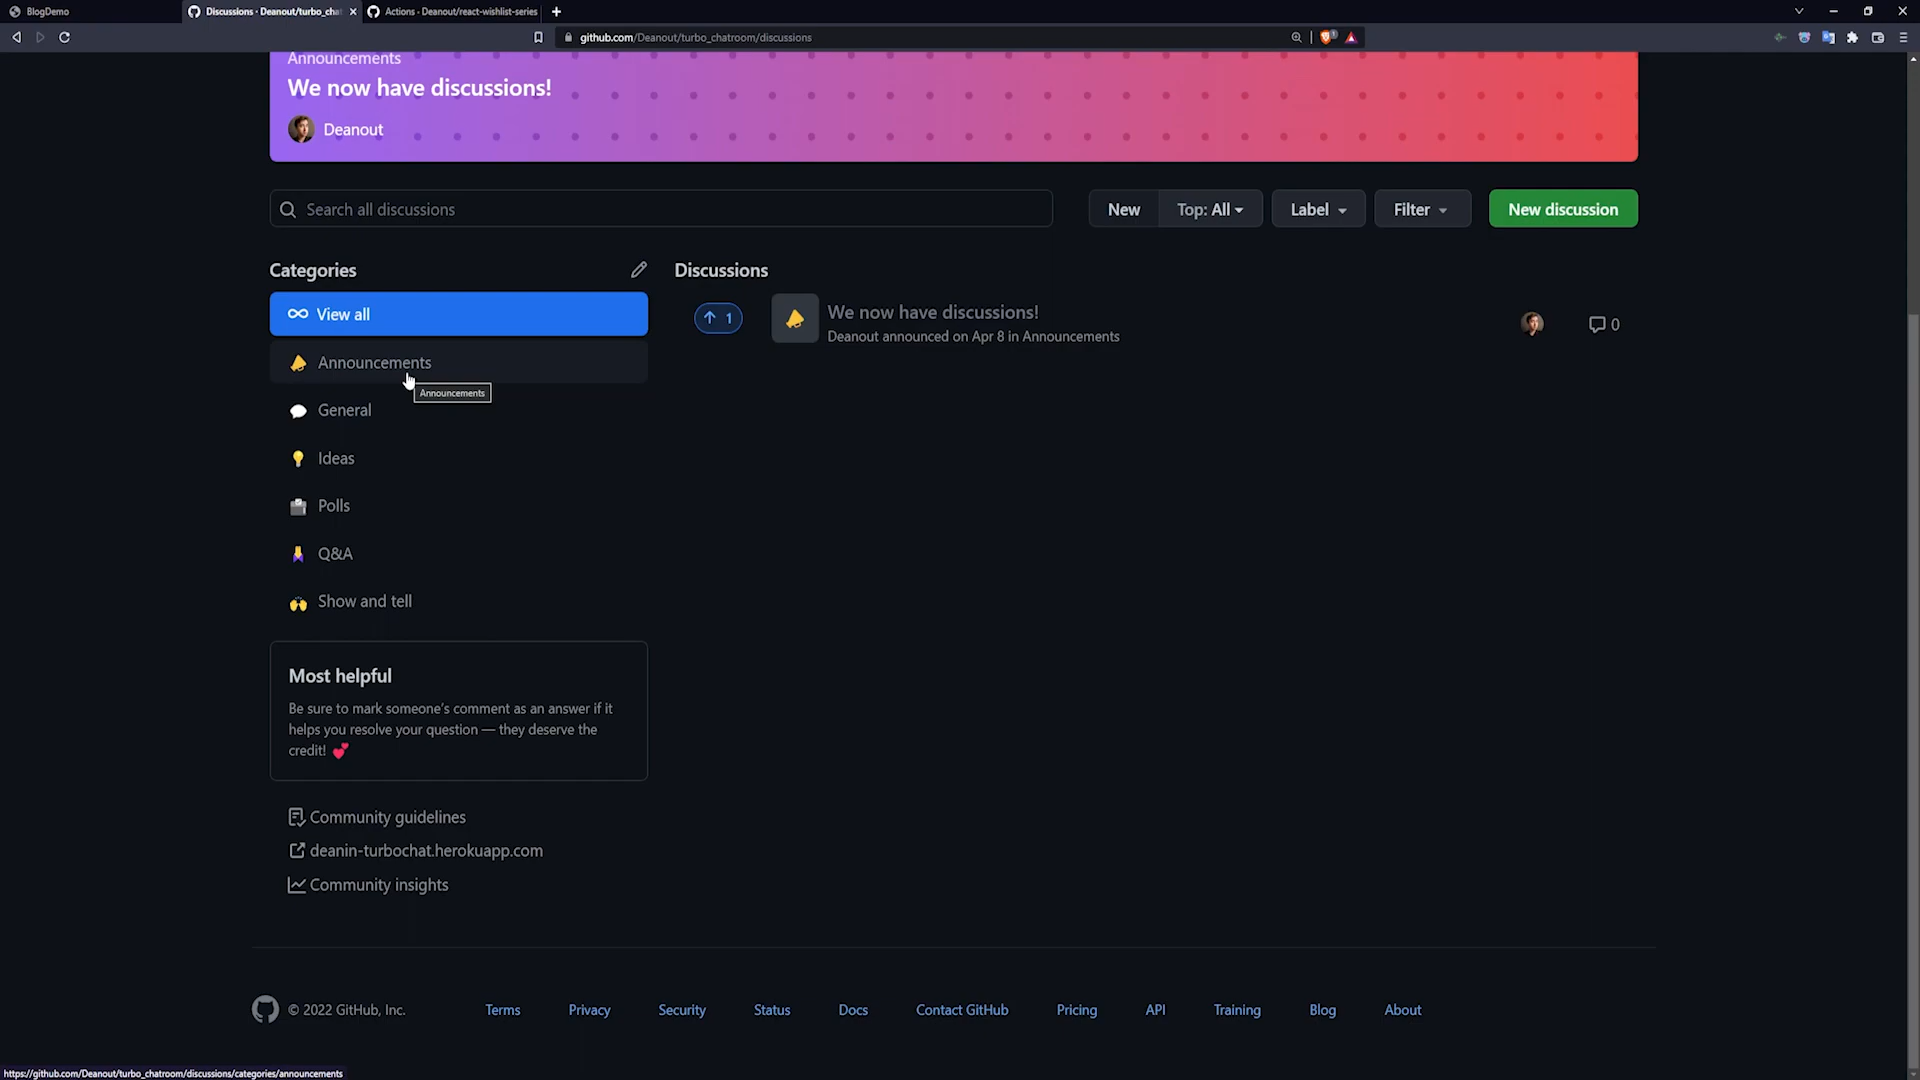 BlogDemo
Discussions · Deanout/turbo_cha
Actions · Deanout/react-wishlist-series
github.com/Deanout/turbo_chatroom/discussions
1
Announcements
We now have discussions!
Deanout
Search all discussions
New
Top: All
Label
Filter
New discussion
Categories
Discussions
View all
1
We now have discussions!
Deanout announced on Apr 8 in Announcements
0
Announcements
Announcements
General
Ideas
Polls
Q&A
Show and tell
Most helpful
Be sure to mark someone's comment as an answer if it
helps you resolve your question — they deserve the
credit! 💕
Community guidelines
deanin-turbochat.herokuapp.com
Community insights
© 2022 GitHub, Inc.
Terms
Privacy
Security
Status
Docs
Contact GitHub
Pricing
API
Training
Blog
About
https://github.com/Deanout/turbo_chatroom/discussions/categories/announcements